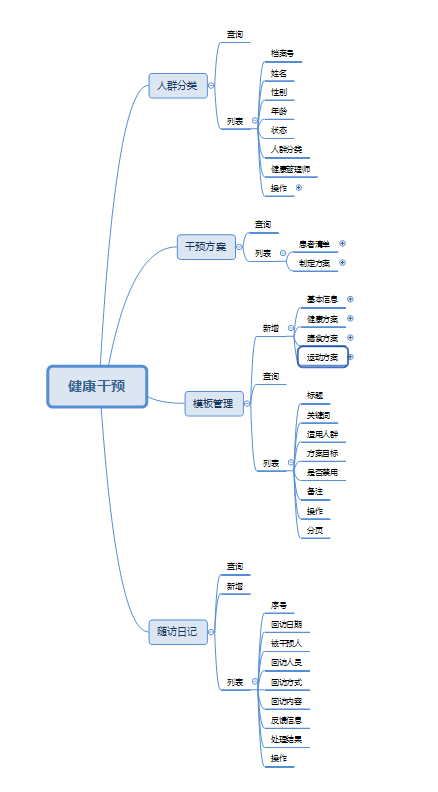 健康干预
人群分类
查询
列表
档案号
姓名
性别
年龄
状态
人群分类
健康管理师
操作
干预方案
查询
列表
患者清单
制定方案
模板管理
新增
基本信息
健康方案
膳食方案
运动方案
查询
列表
标题
关键词
适用人群
方案目标
是否禁用
备注
操作
分页
随访日记
查询
新增
列表
序号
回访日期
被干预人
回访人员
回访方式
回访内容
反馈信息
处理结果
操作